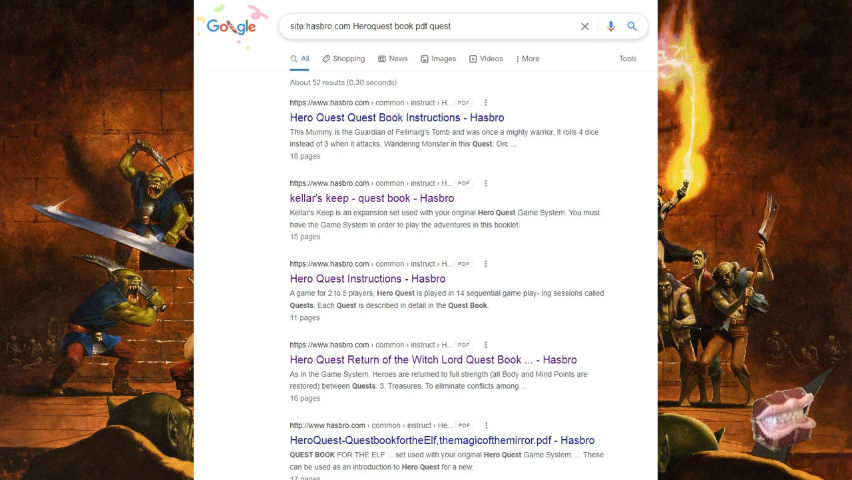 Google
site:hasbro.com Heroquest book pdf quest
All Shopping News Images Videos More Tools
About 52 results (0.30 seconds)
https://www.hasbro.com › common › instruct › H... PDF
Hero Quest Quest Book Instructions - Hasbro
This Mummy is the Guardian of Fellmarg's Tomb and was once a mighty warrior. It rolls 4 dice
instead of 3 when it attacks. Wandering Monster in this Quest: Orc ...
16 pages
https://www.hasbro.com › common › instruct › H... PDF
kellar's keep - quest book - Hasbro
Kellar's Keep is an expansion set used with your original Hero Quest Game System. You must
have the Game System in order to play the adventures in this booklet.
15 pages
https://www.hasbro.com › common › instruct › H... PDF
Hero Quest Instructions - Hasbro
A game for 2 to 5 players, Hero Quest is played in 14 sequential game play- ing sessions called
Quests. Each Quest is described in detail in the Quest Book.
11 pages
https://www.hasbro.com › common › instruct › H... PDF
Hero Quest Return of the Witch Lord Quest Book ... - Hasbro
As in the Game System, Heroes are returned to full strength (all Body and Mind Points are
restored) between Quests. 3. Treasures. To eliminate conflicts among ...
16 pages
http://www.hasbro.com › common › instruct › He... PDF
HeroQuest-QuestbookfortheElf,themagicofthemirror.pdf - Hasbro
QUEST BOOK FOR THE ELF ... set used with your original Hero Quest Game System. ... These
can be used as an introduction to Hero Quest for a new.
17 pages